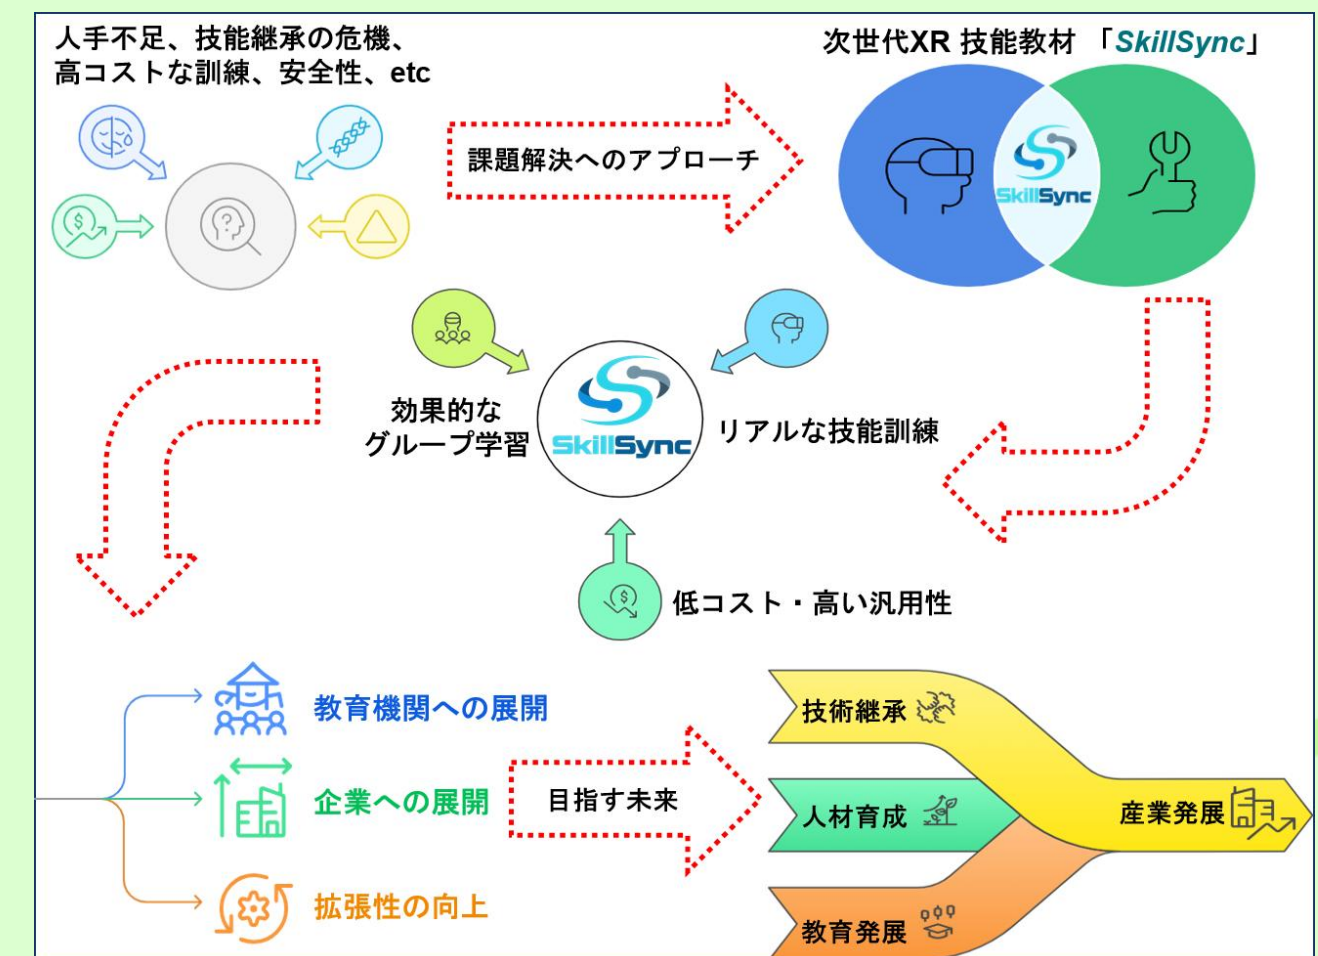 人手不足、技能継承の危機、
高コストな訓練、安全性、etc
次世代XR 技能教材 「SkillSync」
課題解決へのアプローチ
SkillSync
効果的な
グループ学習
SkillSync
リアルな技能訓練
低コスト・高い汎用性
教育機関への展開
企業への展開
拡張性の向上
目指す未来
技術継承
人材育成
教育発展
産業発展